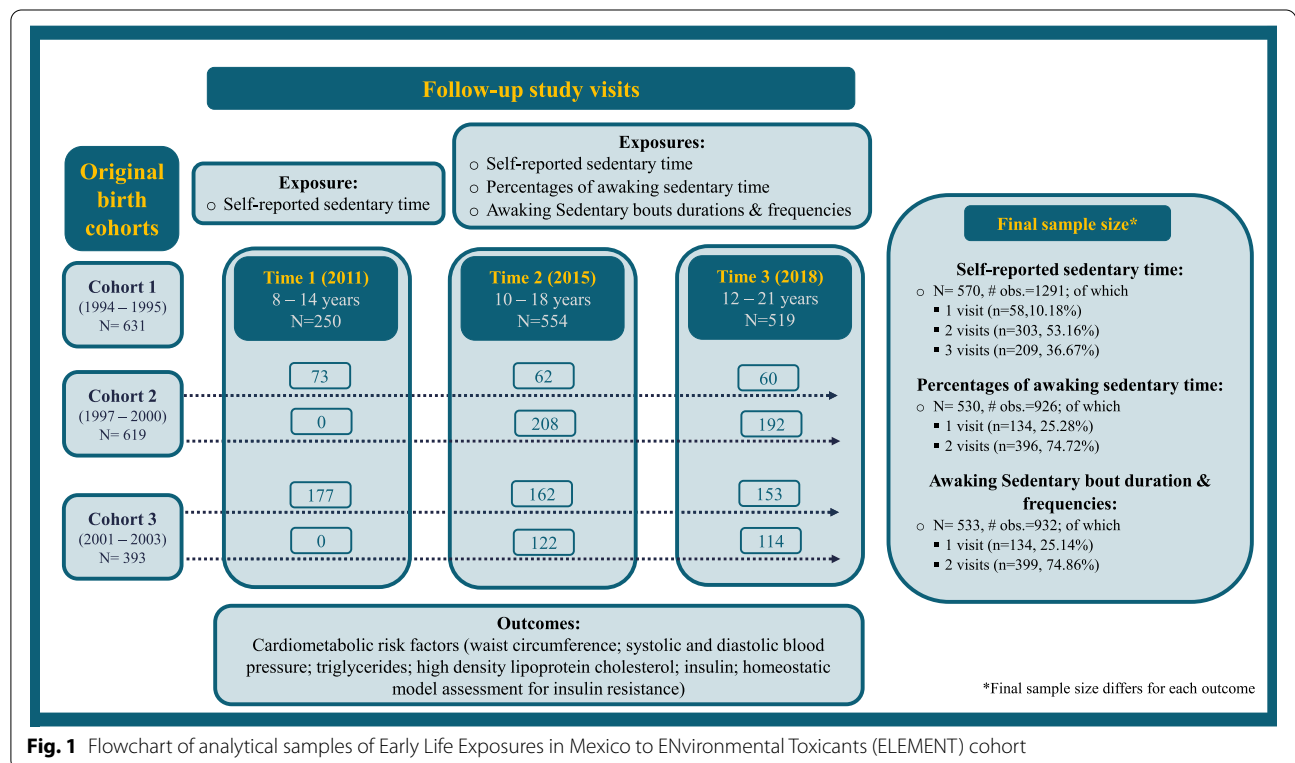 Follow-up study visits
Original
birth
cohorts
Exposure:
○ Self-reported sedentary time
Exposures:
○ Self-reported sedentary time
○ Percentages of awaking sedentary time
○ Awaking Sedentary bouts durations & frequencies
Cohort 1
(1994 – 1995)
N= 631
Time 1 (2011)
8 – 14 years
N=250
Time 2 (2015)
10 – 18 years
N=554
Time 3 (2018)
12 – 21 years
N=519
Cohort 2
(1997 – 2000)
N= 619
73
62
60
0
208
192
Cohort 3
(2001 – 2003)
N= 393
177
162
153
0
122
114
Final sample size*
Self-reported sedentary time:
○ N= 570, # obs.=1291; of which
▪ 1 visit (n=58,10.18%)
▪ 2 visits (n=303, 53.16%)
▪ 3 visits (n=209, 36.67%)
Percentages of awaking sedentary time:
○ N= 530, # obs.=926; of which
▪ 1 visit (n=134, 25.28%)
▪ 2 visits (n=396, 74.72%)
Awaking Sedentary bout duration &
frequencies:
○ N= 533, # obs.=932; of which
▪ 1 visit (n=134, 25.14%)
▪ 2 visits (n=399, 74.86%)
Outcomes:
Cardiometabolic risk factors (waist circumference; systolic and diastolic blood
pressure; triglycerides; high density lipoprotein cholesterol; insulin; homeostatic
model assessment for insulin resistance)
*Final sample size differs for each outcome
Fig. 1 Flowchart of analytical samples of Early Life Exposures in Mexico to ENvironmental Toxicants (ELEMENT) cohort